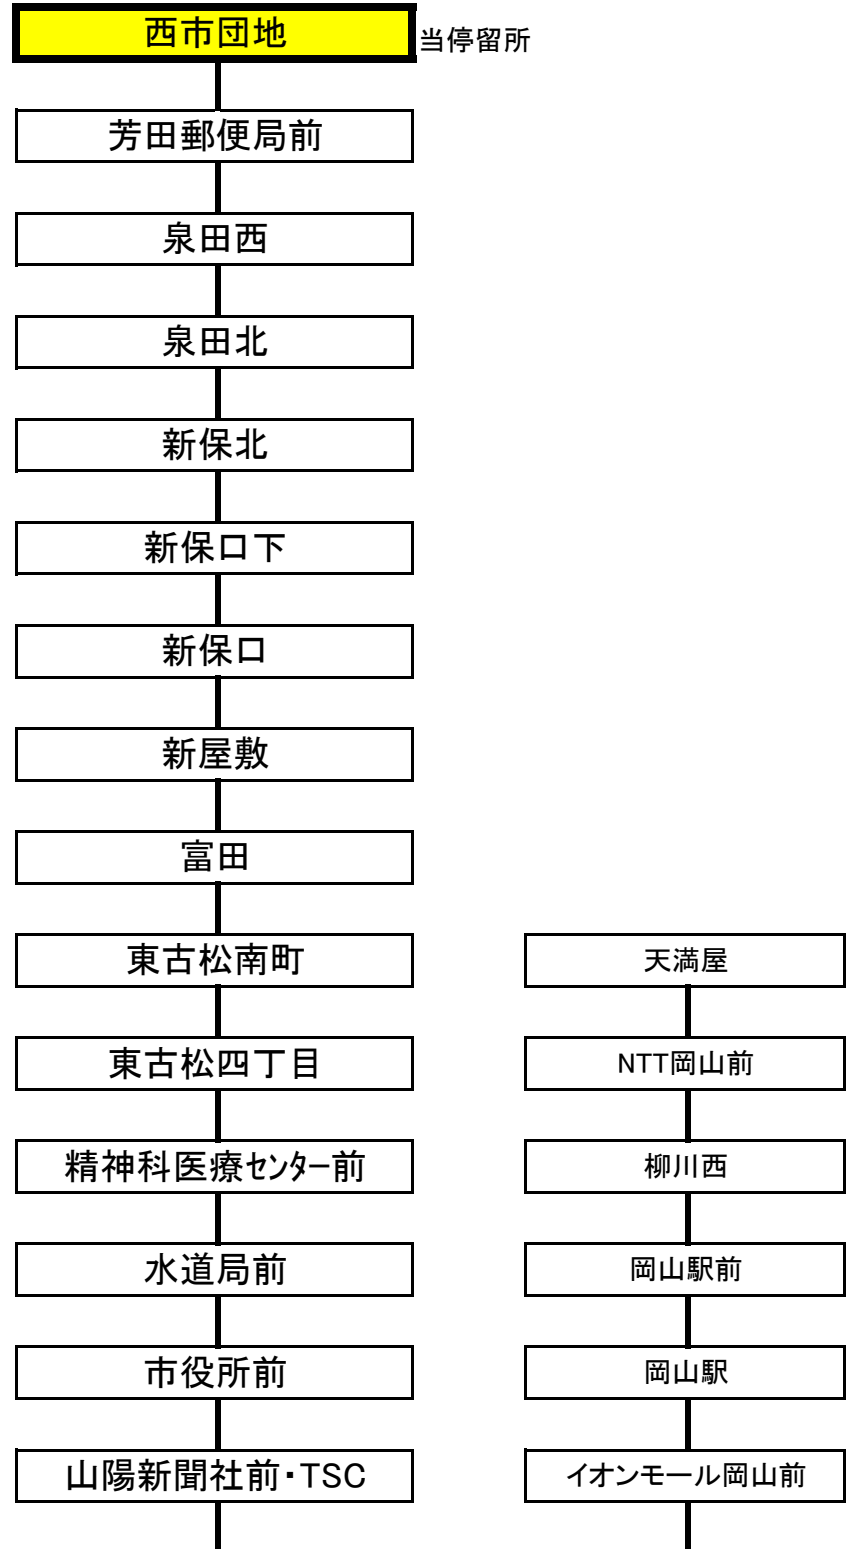 西市団地
当停留所
芳田郵便局前
泉田西
泉田北
新保北
新保口下
新保口
新屋敷
富田
東古松南町
東古松四丁目
精神科医療ｾﾝﾀｰ前
水道局前
市役所前
山陽新聞社前・TSC
天満屋
NTT岡山前
柳川西
岡山駅前
岡山駅
イオンモール岡山前